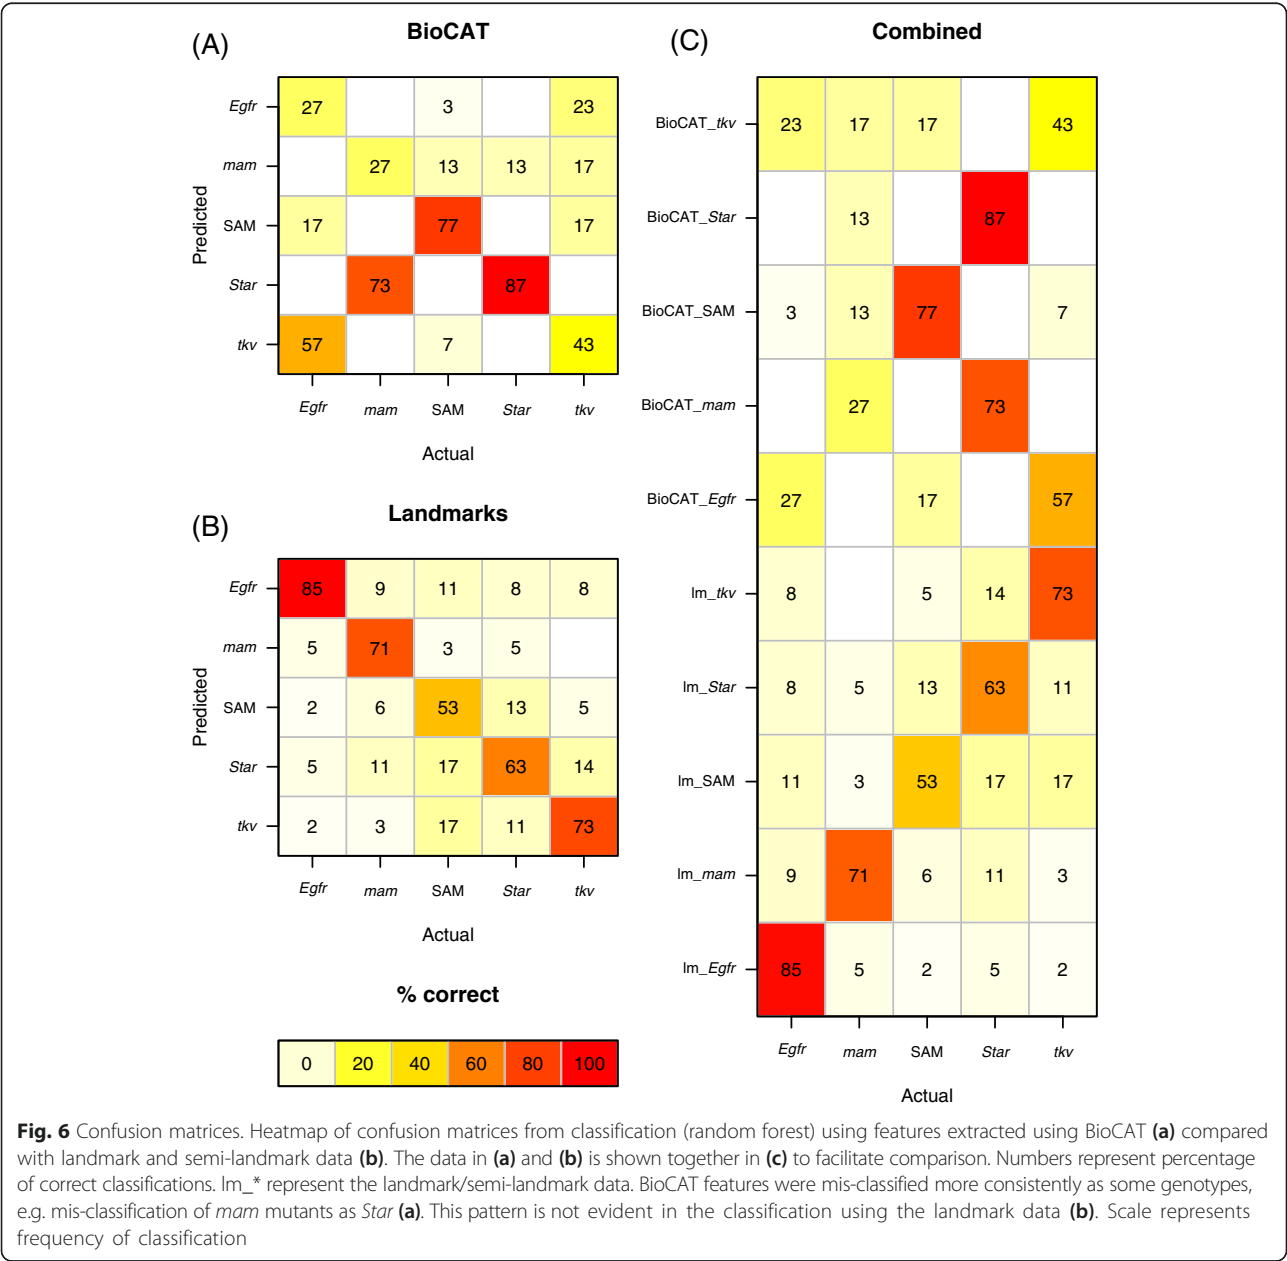 (A)
BioCAT
Predicted
Egfr 27 3 23
mam 27 13 13 17
SAM 17 77 17
Star 73 87
tkv 57 7 43
Egfr mam SAM Star tkv
Actual
(B)
Landmarks
Predicted
Egfr 85 9 11 8 8
mam 5 71 3 5
SAM 2 6 53 13 5
Star 5 11 17 63 14
tkv 2 3 17 11 73
Egfr mam SAM Star tkv
Actual
% correct
0 20 40 60 80 100
(C)
Combined
BioCAT_tkv 23 17 17 43
BioCAT_Star 13 87
BioCAT_SAM 3 13 77 7
BioCAT_mam 27 73
BioCAT_Egfr 27 17 57
lm_tkv 8 5 14 73
lm_Star 8 5 13 63 11
lm_SAM 11 3 53 17 17
lm_mam 9 71 6 11 3
lm_Egfr 85 5 2 5 2
Egfr mam SAM Star tkv
Actual
Fig. 6 Confusion matrices. Heatmap of confusion matrices from classification (random forest) using features extracted using BioCAT (a) compared
with landmark and semi-landmark data (b). The data in (a) and (b) is shown together in (c) to facilitate comparison. Numbers represent percentage
of correct classifications. lm_* represent the landmark/semi-landmark data. BioCAT features were mis-classified more consistently as some genotypes,
e.g. mis-classification of mam mutants as Star (a). This pattern is not evident in the classification using the landmark data (b). Scale represents
frequency of classification